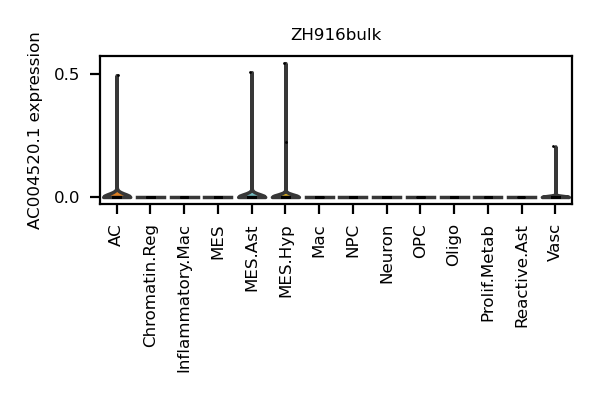 ZH916bulk
AC004520.1 expression
0.5
0.0
AC
Chromatin.Reg
Inflammatory.Mac
MES
MES.Ast
MES.Hyp
Mac
NPC
Neuron
OPC
Oligo
Prolif.Metab
Reactive.Ast
Vasc